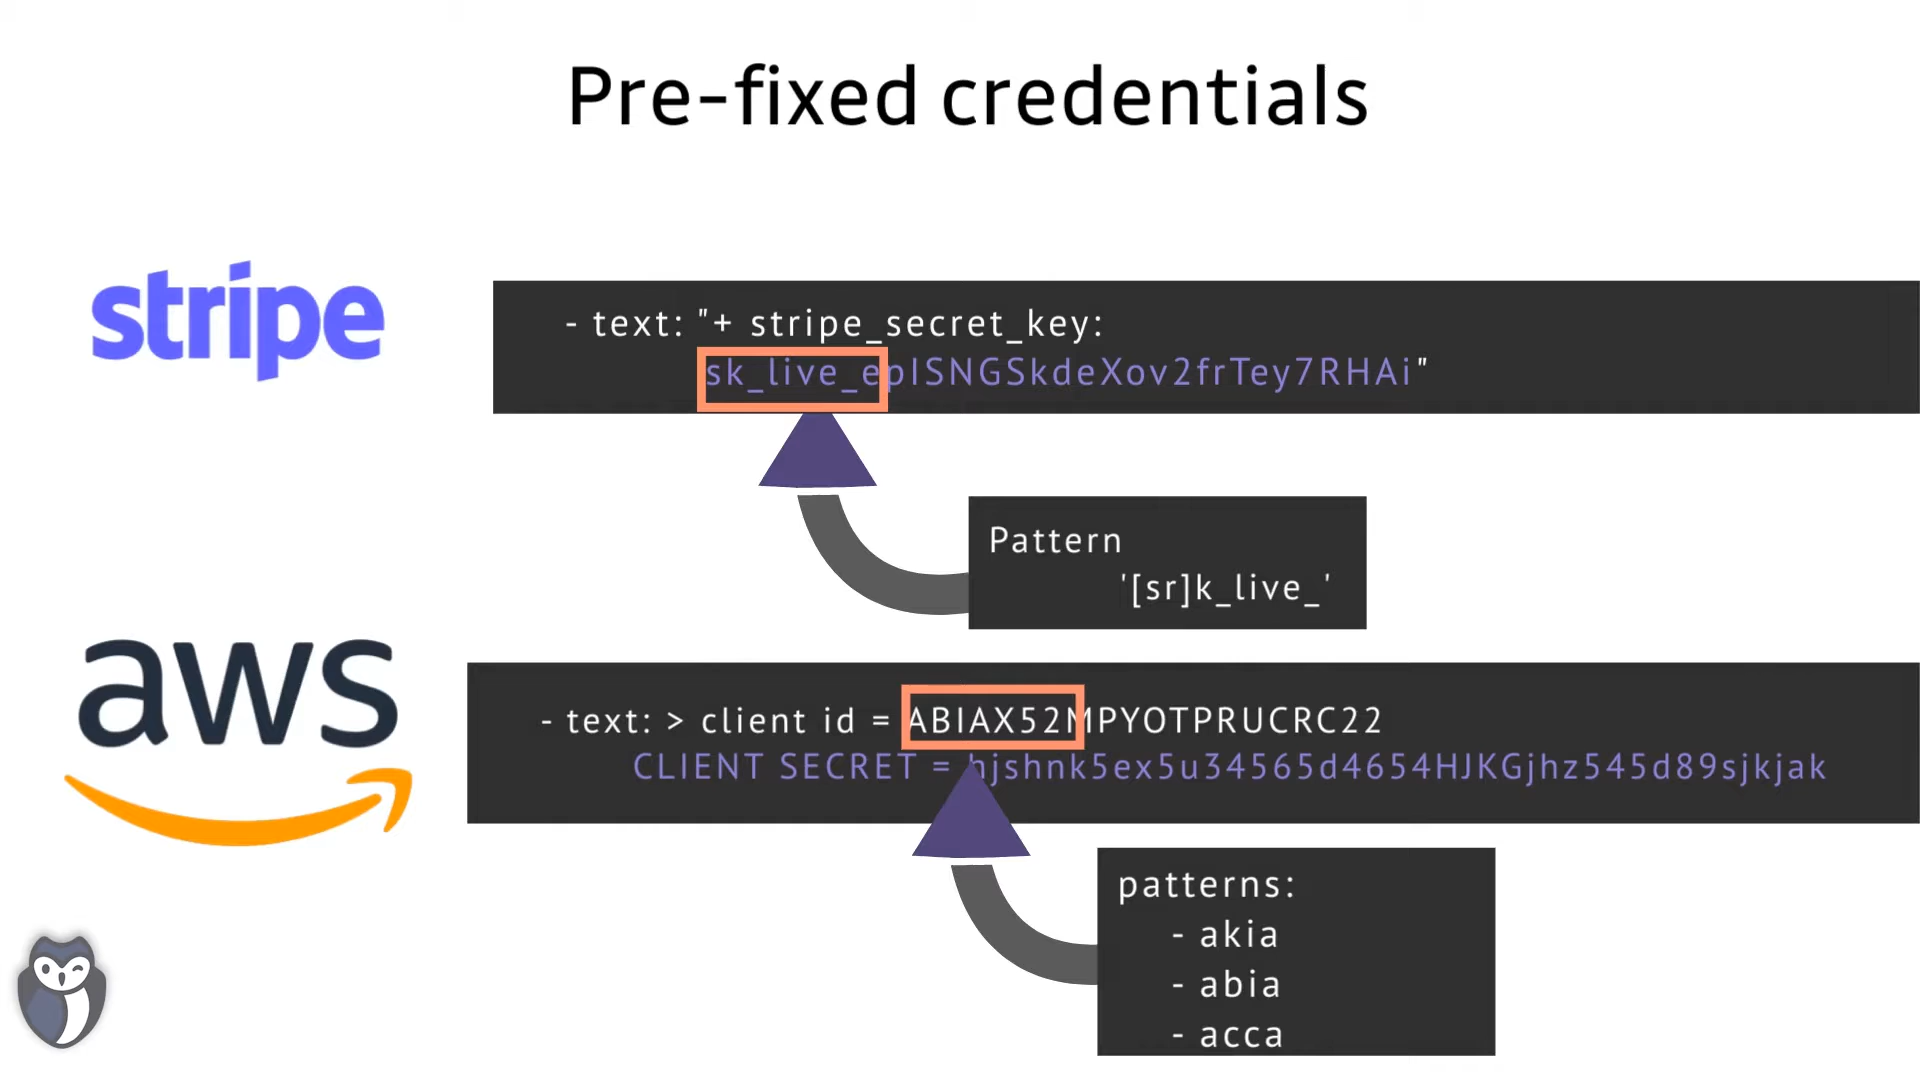 Pre-fixed credentials
stripe
- text: "+ stripe_secret_key:
sk_live_epISNGSkdeXov2frTey7RHAi"
Pattern
'[sr]k_live_'
aws
- text: > client id = ABIAX52MPYOTPRUCRC22
CLIENT SECRET = hjshnk5ex5u34565d4654HJKGjhz545d89sjkjak
patterns:
- akia
- abia
- acca